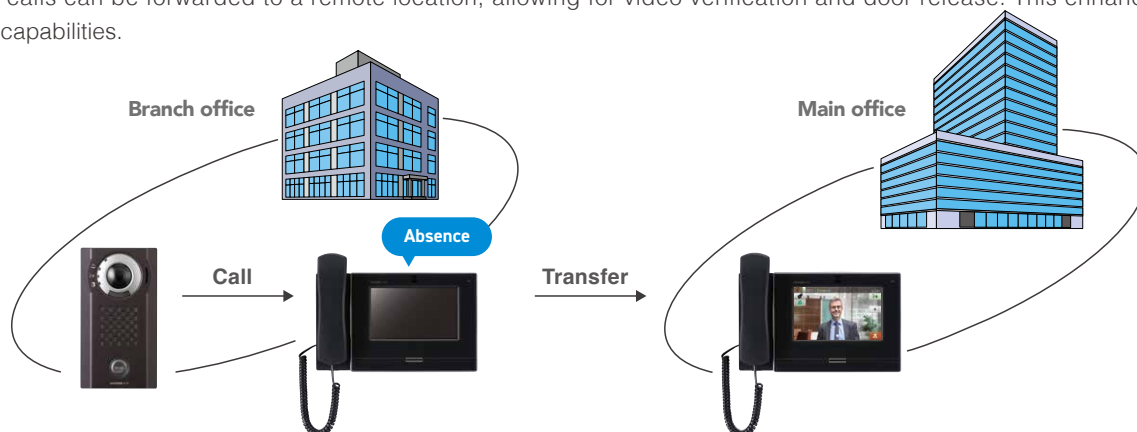 calls can be forwarded to a remote location, allowing for video verification and door release. This enhanc
capabilities.
Branch office
Main office
Absence
Call
Transfer